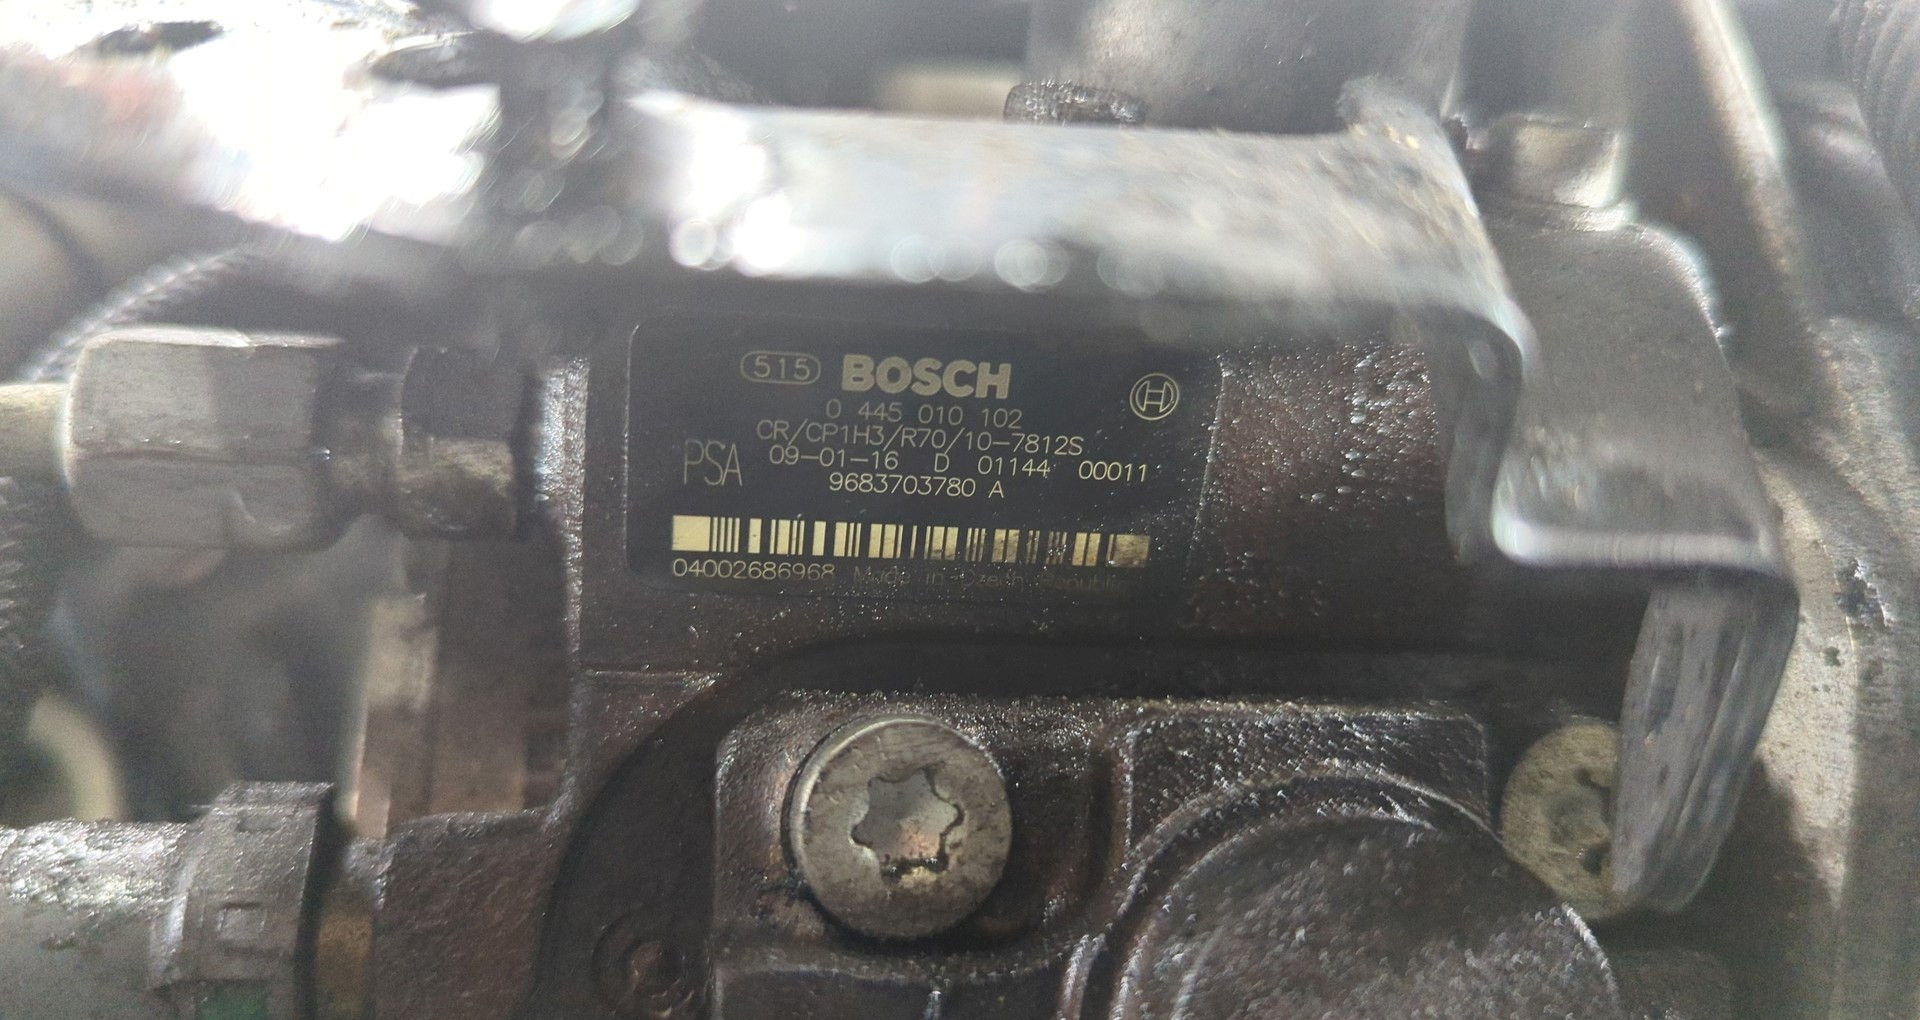 515 BOSCH
0 445 010 102
CR/CP1H3/R70/10-7812S
PSA 09-01-16 D 01144 00011
9683703780 A
04002686968 Made in Czech Republic